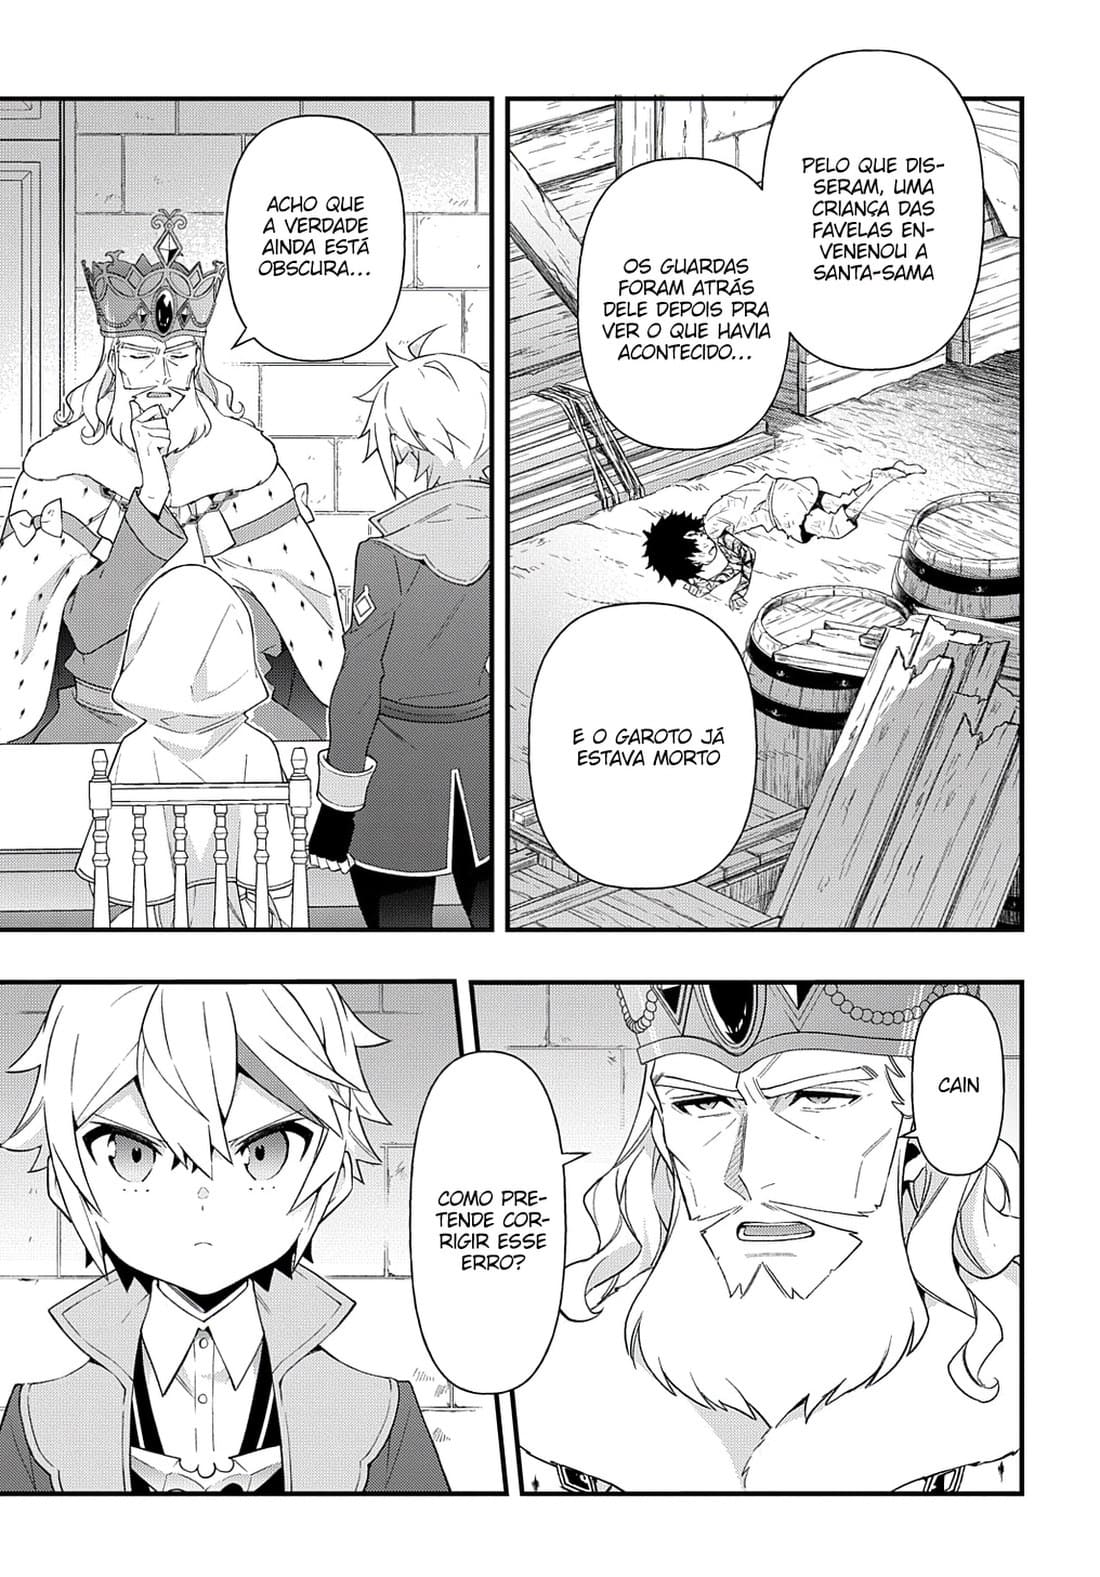 PELO QUE DIS-
SERAM, UMA
CRIANÇA DAS
FAVELAS EN-
VENENOU A
SANTA-SAMA
OS GUARDAS
FORAM ATRÁS
DELE DEPOIS PRA
VER O QUE HAVIA
ACONTECIDO...
E O GAROTO JÁ
ESTAVA MORTO
ACHO QUE
A VERDADE
AINDA ESTÁ
OBSCURA...
CAIN
COMO PRE-
TENDE COR-
RIGIR ESSE
ERRO?